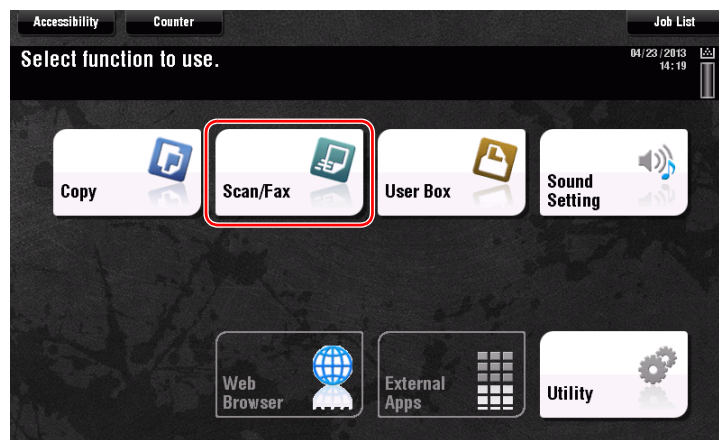 Accessibility
Counter
Job List
Select function to use.
04/23/2013
14:19
Copy
Scan/Fax
User Box
Sound
Setting
Web
Browser
External
Apps
Utility